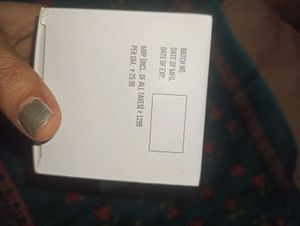 BATCH NO.
DATE OF MFG.
DATE OF EXP.
MRP (INCL. OF ALL TAXES) ₹ 1299
PER GM. ₹ 25.98